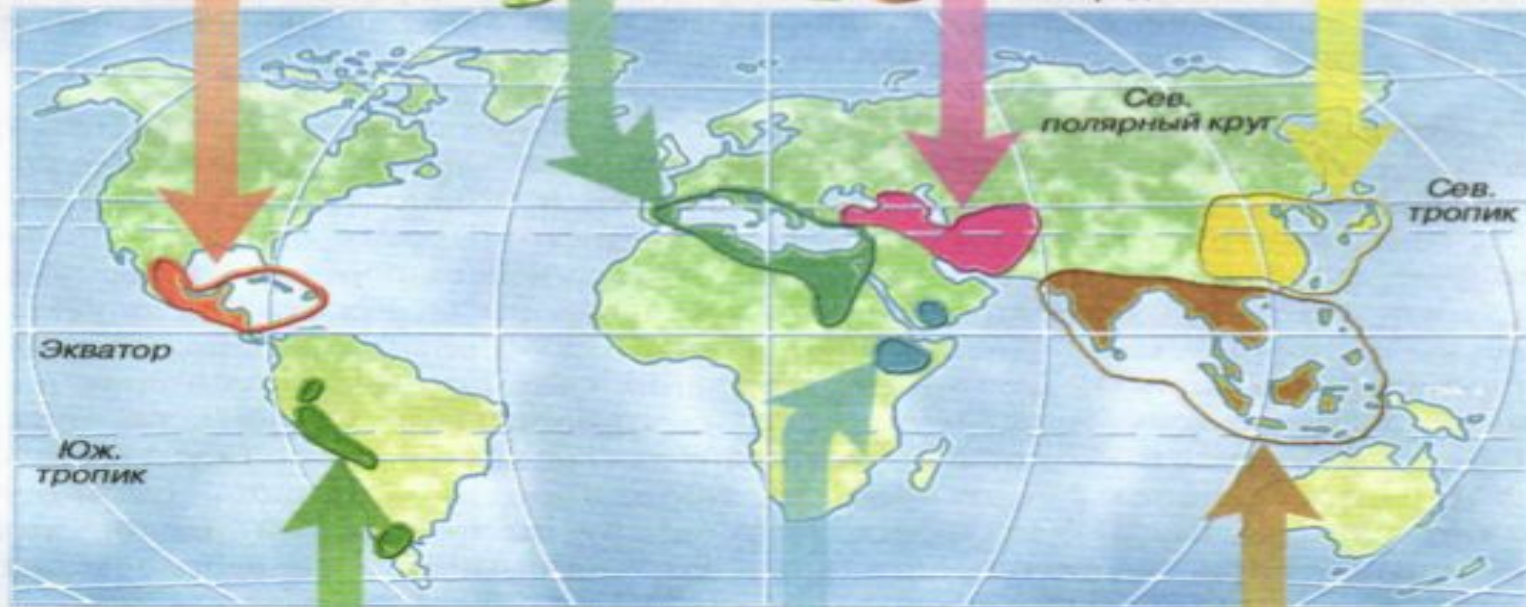 Сев.
полярный круг
Сев.
тропик
Экватор
Юж.
тропик